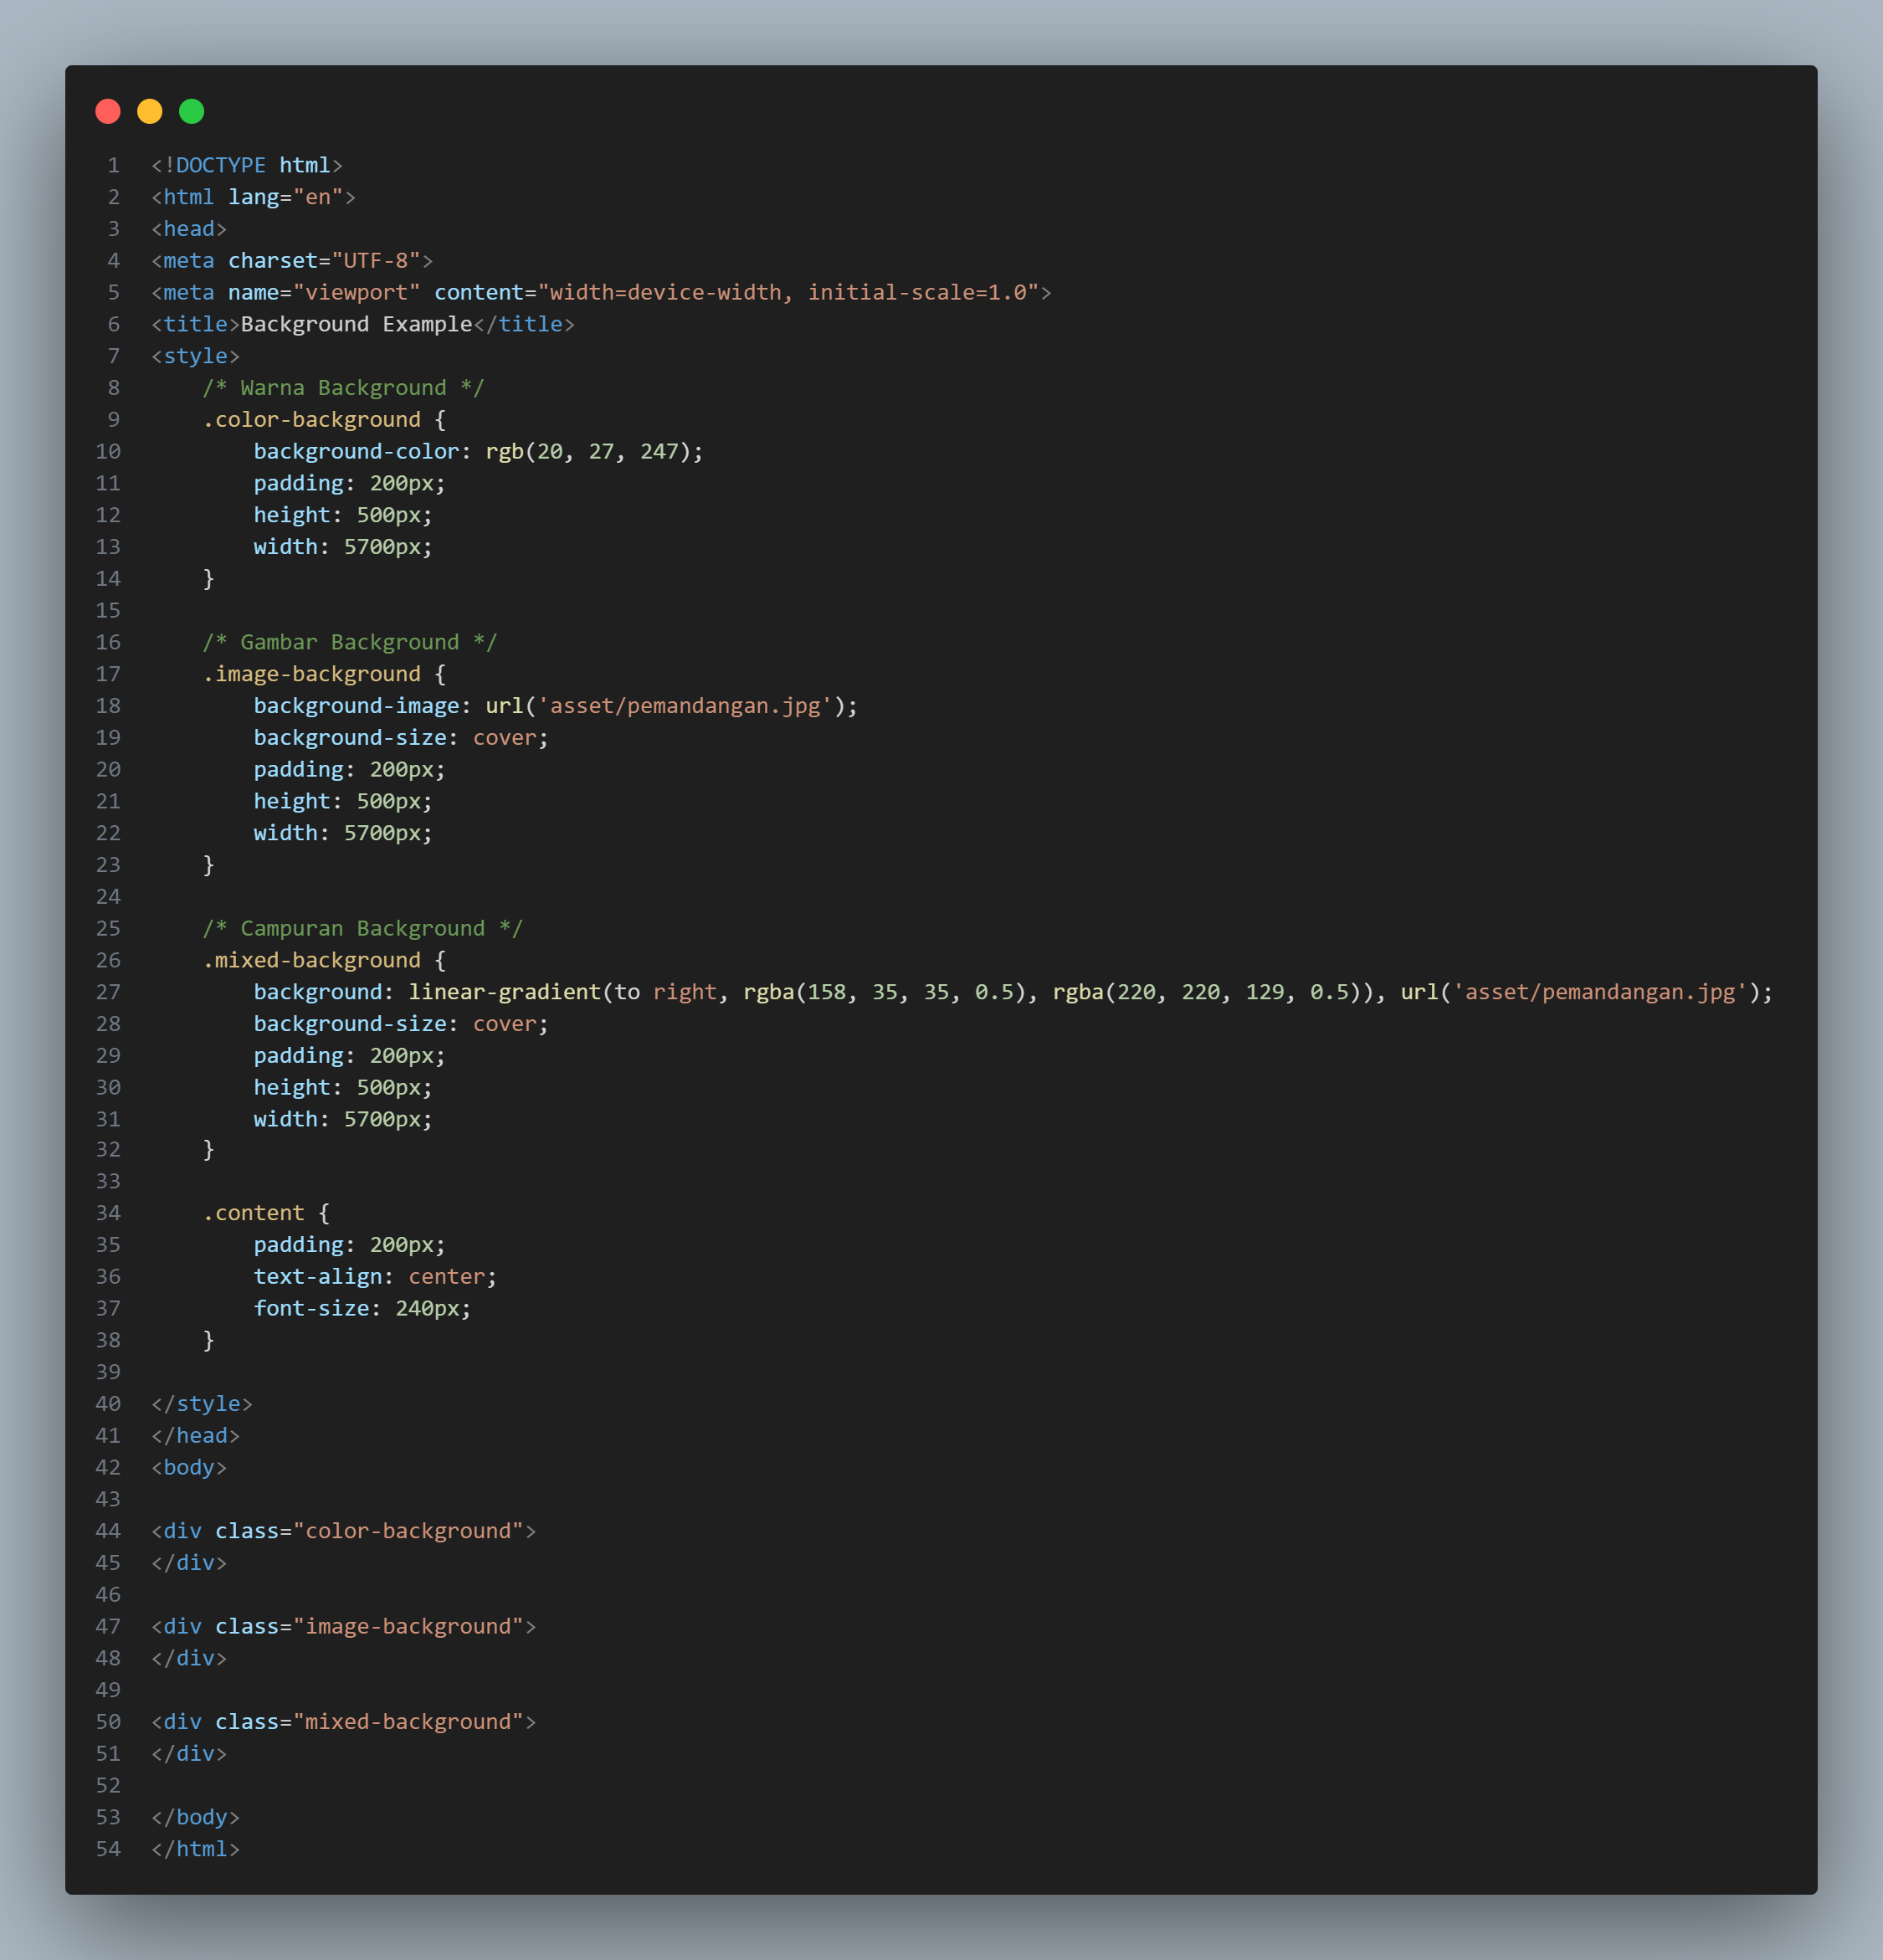 1 <!DOCTYPE html>
2 <html lang="en">
3 <head>
4 <meta charset="UTF-8">
5 <meta name="viewport" content="width=device-width, initial-scale=1.0">
6 <title>Background Example</title>
7 <style>
8     /* Warna Background */
9     .color-background {
10         background-color: rgb(20, 27, 247);
11         padding: 200px;
12         height: 500px;
13         width: 5700px;
14     }
15
16     /* Gambar Background */
17     .image-background {
18         background-image: url('asset/pemandangan.jpg');
19         background-size: cover;
20         padding: 200px;
21         height: 500px;
22         width: 5700px;
23     }
24
25     /* Campuran Background */
26     .mixed-background {
27         background: linear-gradient(to right, rgba(158, 35, 35, 0.5), rgba(220, 220, 129, 0.5)), url('asset/pemandangan.jpg');
28         background-size: cover;
29         padding: 200px;
30         height: 500px;
31         width: 5700px;
32     }
33
34     .content {
35         padding: 200px;
36         text-align: center;
37         font-size: 240px;
38     }
39
40 </style>
41 </head>
42 <body>
43
44 <div class="color-background">
45 </div>
46
47 <div class="image-background">
48 </div>
49
50 <div class="mixed-background">
51 </div>
52
53 </body>
54 </html>